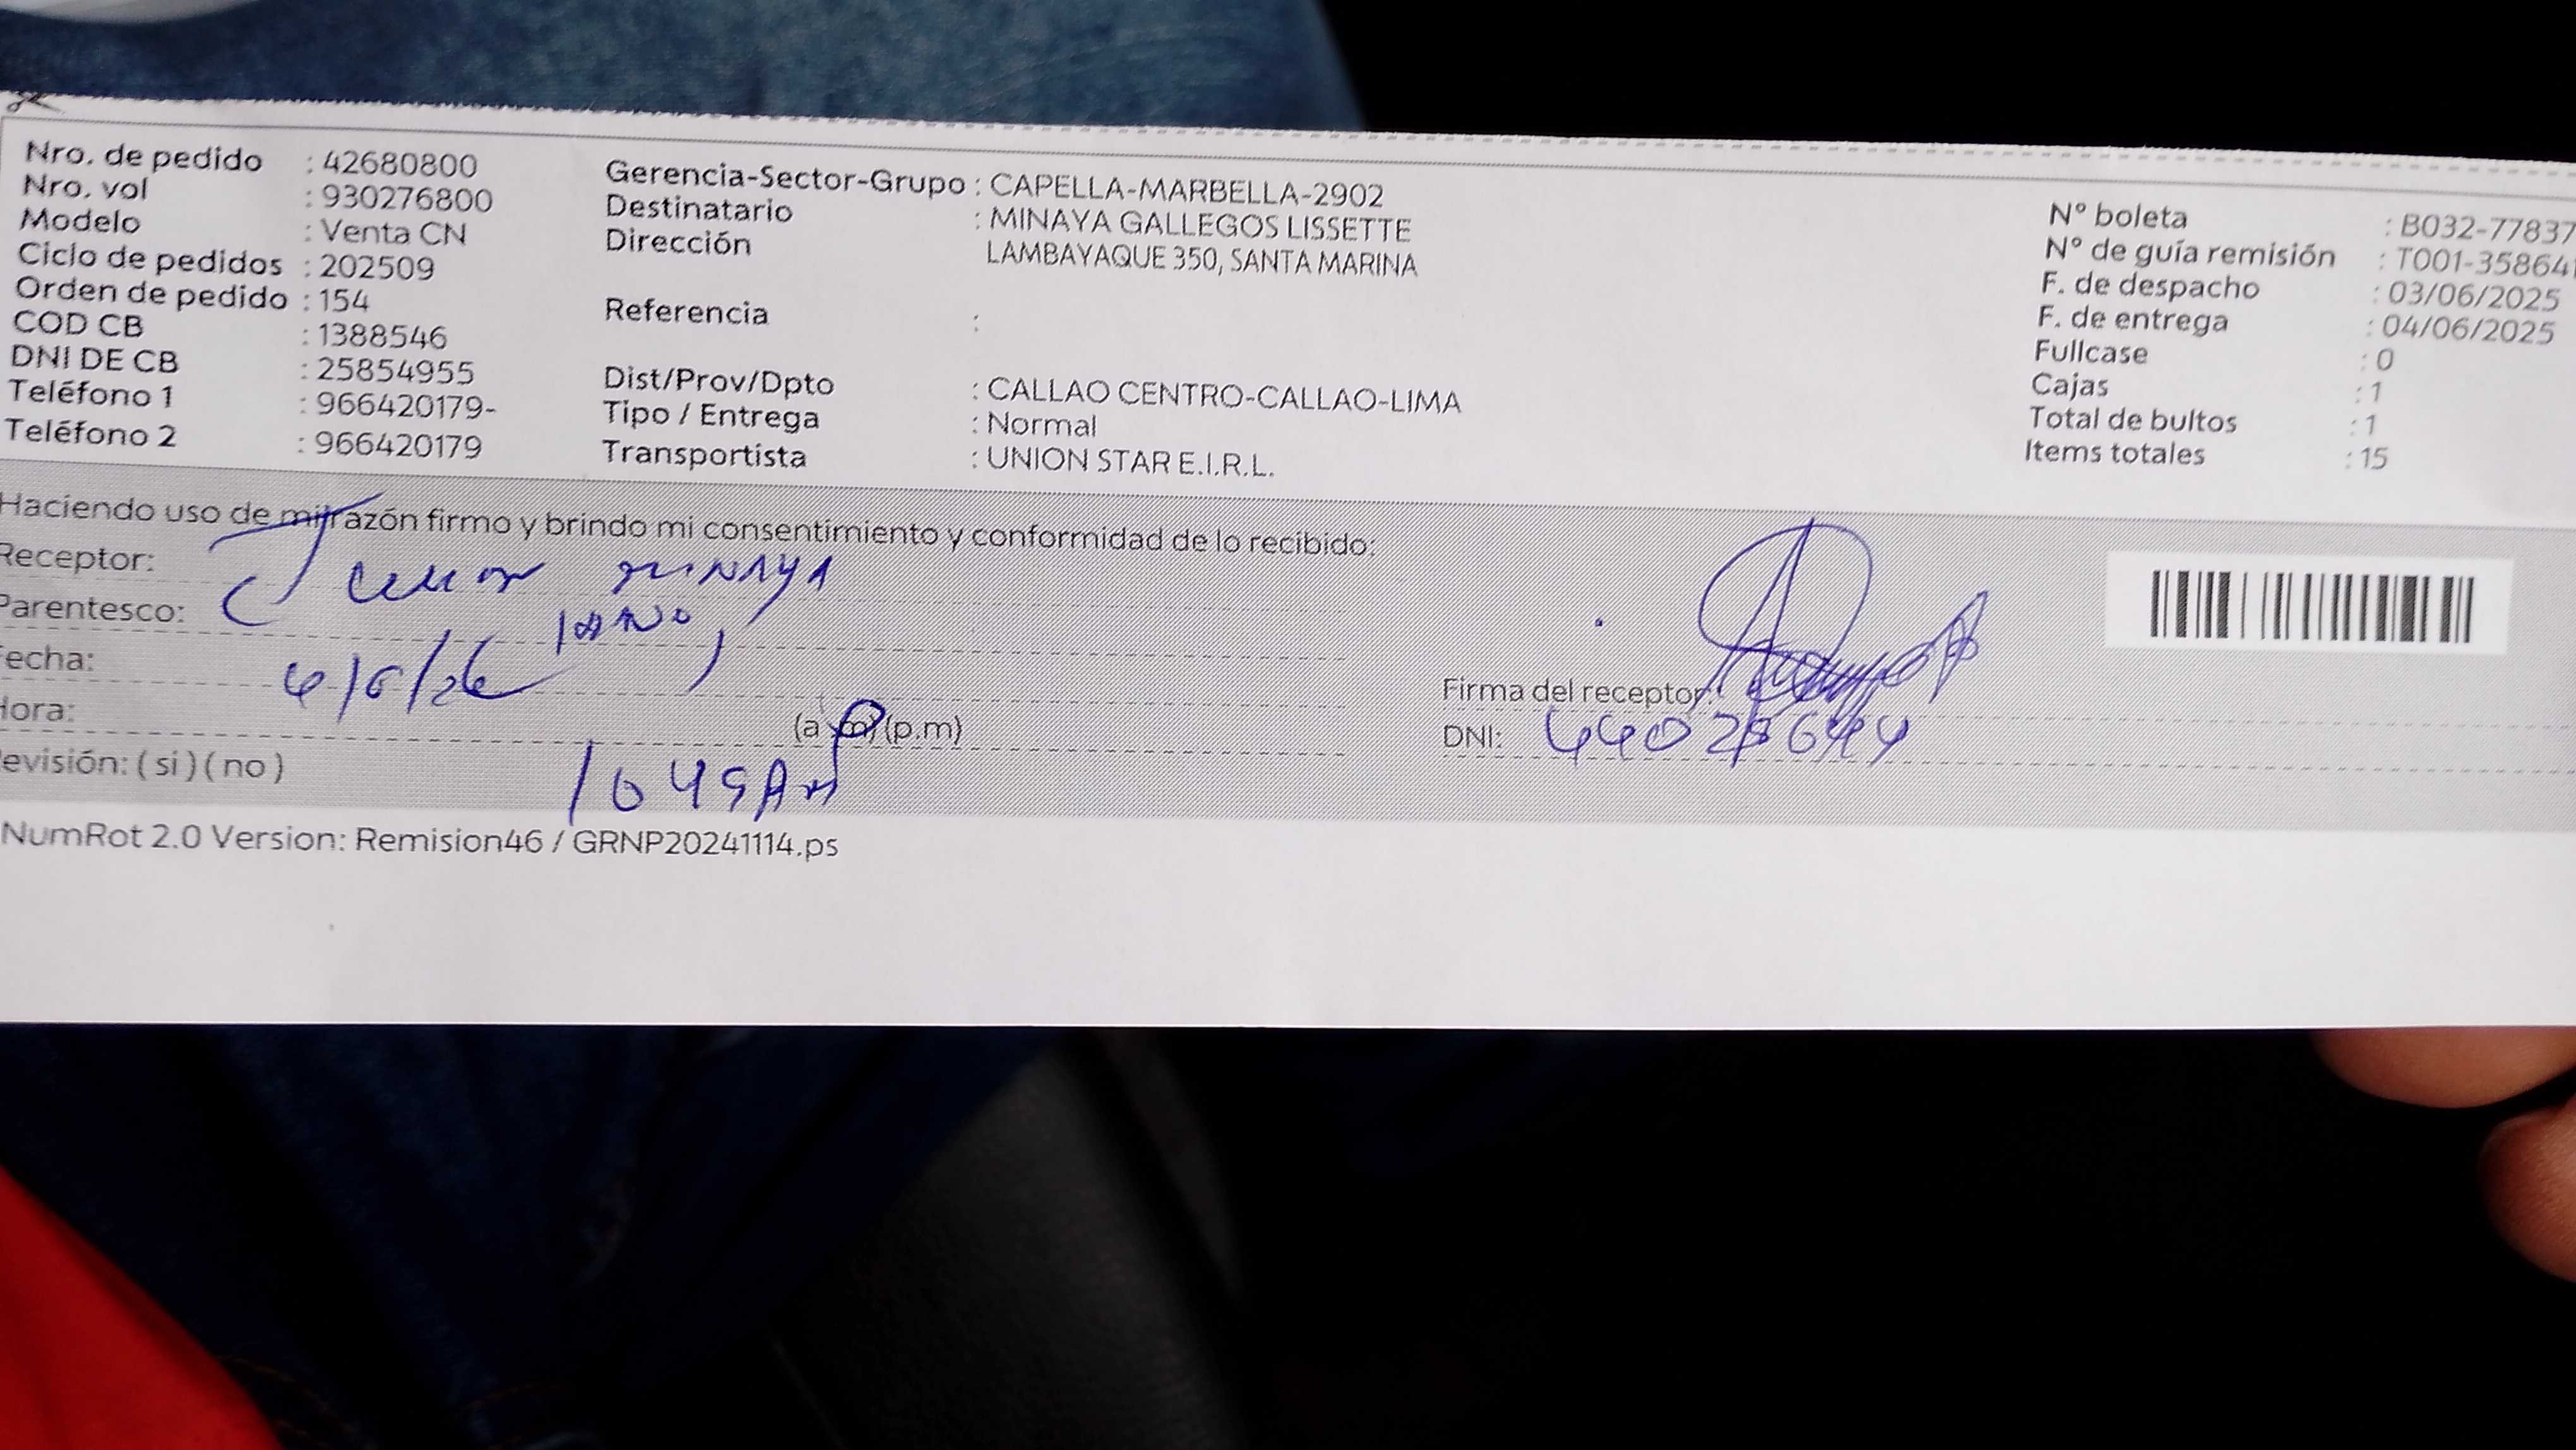 Nro. de pedido : 42680800
Nro. vol : 930276800
Modelo : Venta CN
Ciclo de pedidos : 202509
Orden de pedido : 154
COD CB : 1388546
DNI DE CB : 25854955
Teléfono 1 : 966420179-
Teléfono 2 : 966420179
Gerencia-Sector-Grupo : CAPELLA-MARBELLA-2902
Destinatario : MINAYA GALLEGOS LISSETTE
Dirección LAMBAYAQUE 350, SANTA MARINA
Referencia :
Dist/Prov/Dpto : CALLAO CENTRO-CALLAO-LIMA
Tipo / Entrega : Normal
Transportista : UNION STAR E.I.R.L.
N° boleta : B032-77837
N° de guía remisión : T001-35864
F. de despacho : 03/06/2025
F. de entrega : 04/06/2025
Fullcase : 0
Cajas : 1
Total de bultos : 1
Items totales : 15
Haciendo uso de mi razón firmo y brindo mi consentimiento y conformidad de lo recibido:
Receptor: MINAYA
Parentesco:
Fecha:
Hora: (a.m) (p.m)
evisión: ( si ) ( no ) 1045Am
Firma del receptor:
DNI:
NumRot 2.0 Version: Remision46 / GRNP20241114.ps